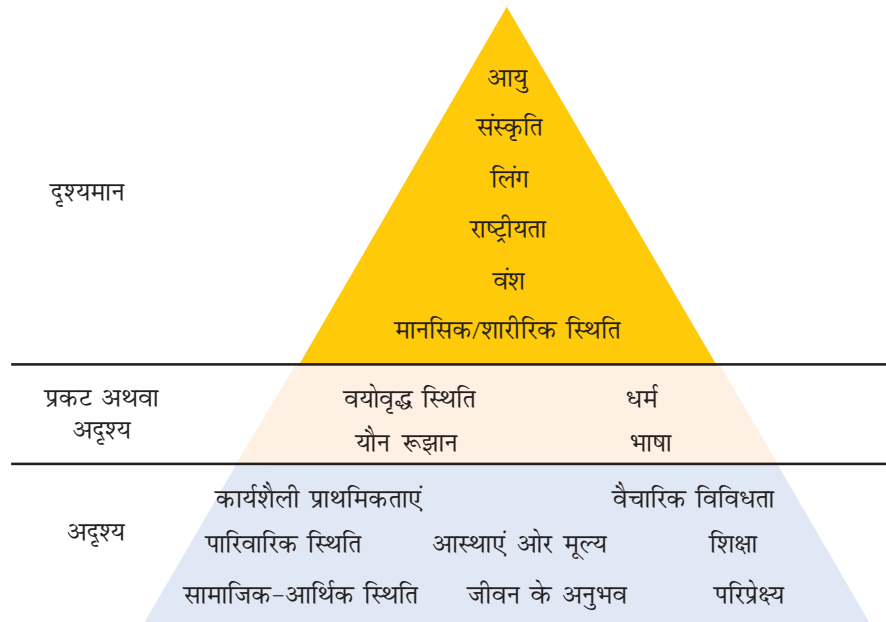 आयु
संस्कृति
लिंग
दृश्यमान
राष्ट्रीयता
वंश
मानसिक/शारीरिक स्थिति
प्रकट अथवा
अदृश्य
वयोवृद्ध स्थिति धर्म
यौन रूझान भाषा
कार्यशैली प्राथमिकताएं वैचारिक विविधता
अदृश्य
पारिवारिक स्थिति आस्थाएं ओर मूल्य शिक्षा
सामाजिक-आर्थिक स्थिति जीवन के अनुभव परिप्रेक्ष्य